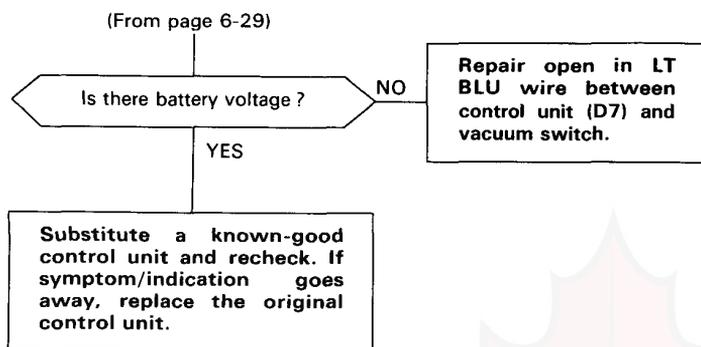 (From page 6-29)
Is there battery voltage ?
NO
Repair open in LT
BLU wire between
control unit (D7) and
vacuum switch.
YES
Substitute a known-good
control unit and recheck. If
symptom/indication goes
away, replace the original
control unit.